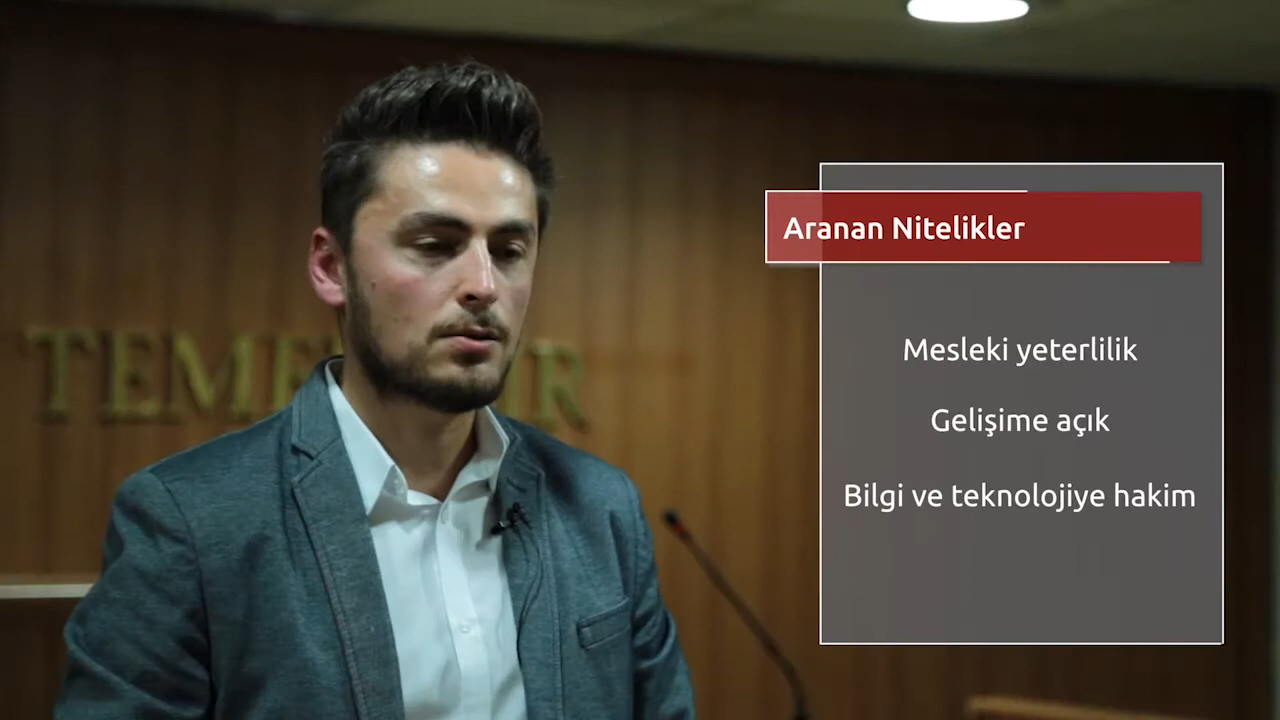 Aranan Nitelikler
Mesleki yeterlilik
Gelişime açık
Bilgi ve teknolojiye hakim